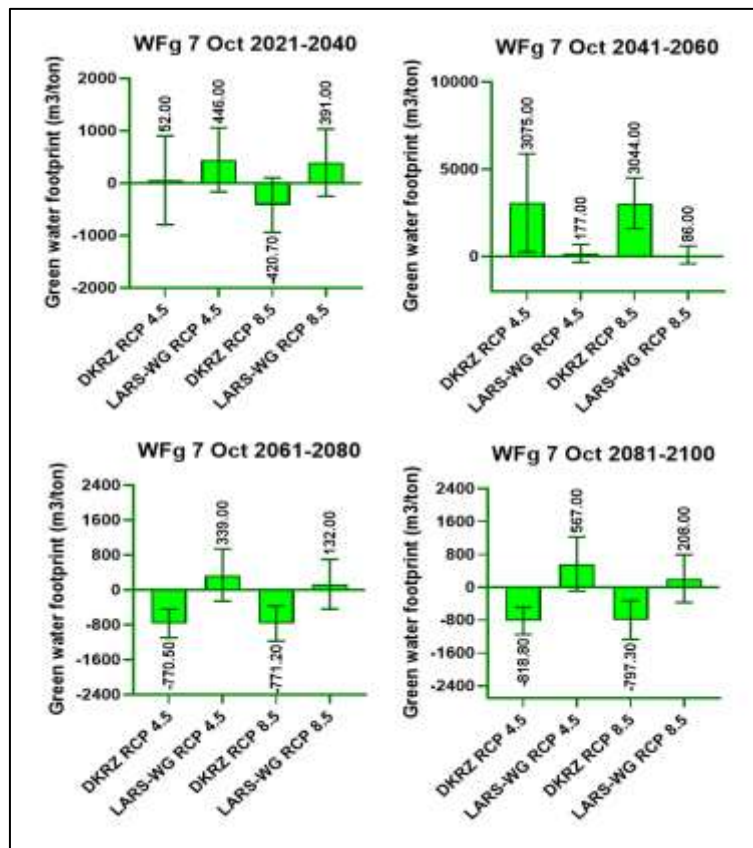 WFg 7 Oct 2021-2040
Green water footprint (m3/ton)
2000
1000
0
-1000
-2000
52.00
446.00
-420.70
391.00
DKRZ RCP 4.5
LARS-WG RCP 4.5
DKRZ RCP 8.5
LARS-WG RCP 8.5
WFg 7 Oct 2041-2060
Green water footprint (m3/ton)
10000
5000
0
3075.00
177.00
3044.00
86.00
DKRZ RCP 4.5
LARS-WG RCP 4.5
DKRZ RCP 8.5
LARS-WG RCP 8.5
WFg 7 Oct 2061-2080
Green water footprint (m3/ton)
2400
1600
800
0
-800
-1600
-2400
-770.50
339.00
-771.20
132.00
DKRZ RCP 4.5
LARS-WG RCP 4.5
DKRZ RCP 8.5
LARS-WG RCP 8.5
WFg 7 Oct 2081-2100
Green water footprint (m3/ton)
2400
1600
800
0
-800
-1600
-2400
-818.80
567.00
-797.30
208.00
DKRZ RCP 4.5
LARS-WG RCP 4.5
DKRZ RCP 8.5
LARS-WG RCP 8.5